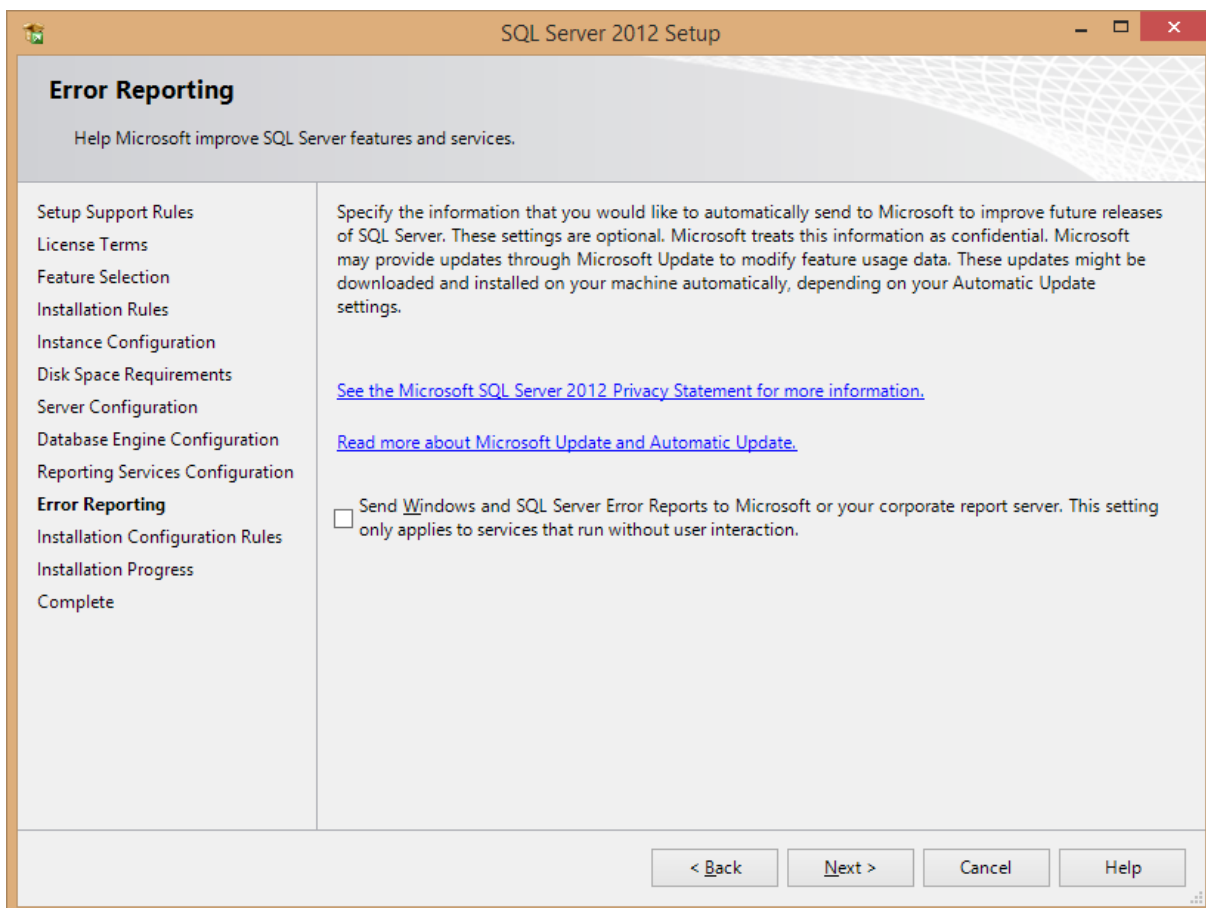 SQL Server 2012 Setup
Error Reporting
Help Microsoft improve SQL Server features and services.
Setup Support Rules
License Terms
Feature Selection
Installation Rules
Instance Configuration
Disk Space Requirements
Server Configuration
Database Engine Configuration
Reporting Services Configuration
Error Reporting
Installation Configuration Rules
Installation Progress
Complete
Specify the information that you would like to automatically send to Microsoft to improve future releases
of SQL Server. These settings are optional. Microsoft treats this information as confidential. Microsoft
may provide updates through Microsoft Update to modify feature usage data. These updates might be
downloaded and installed on your machine automatically, depending on your Automatic Update
settings.
See the Microsoft SQL Server 2012 Privacy Statement for more information.
Read more about Microsoft Update and Automatic Update.
Send Windows and SQL Server Error Reports to Microsoft or your corporate report server. This setting
only applies to services that run without user interaction.
< Back
Next >
Cancel
Help